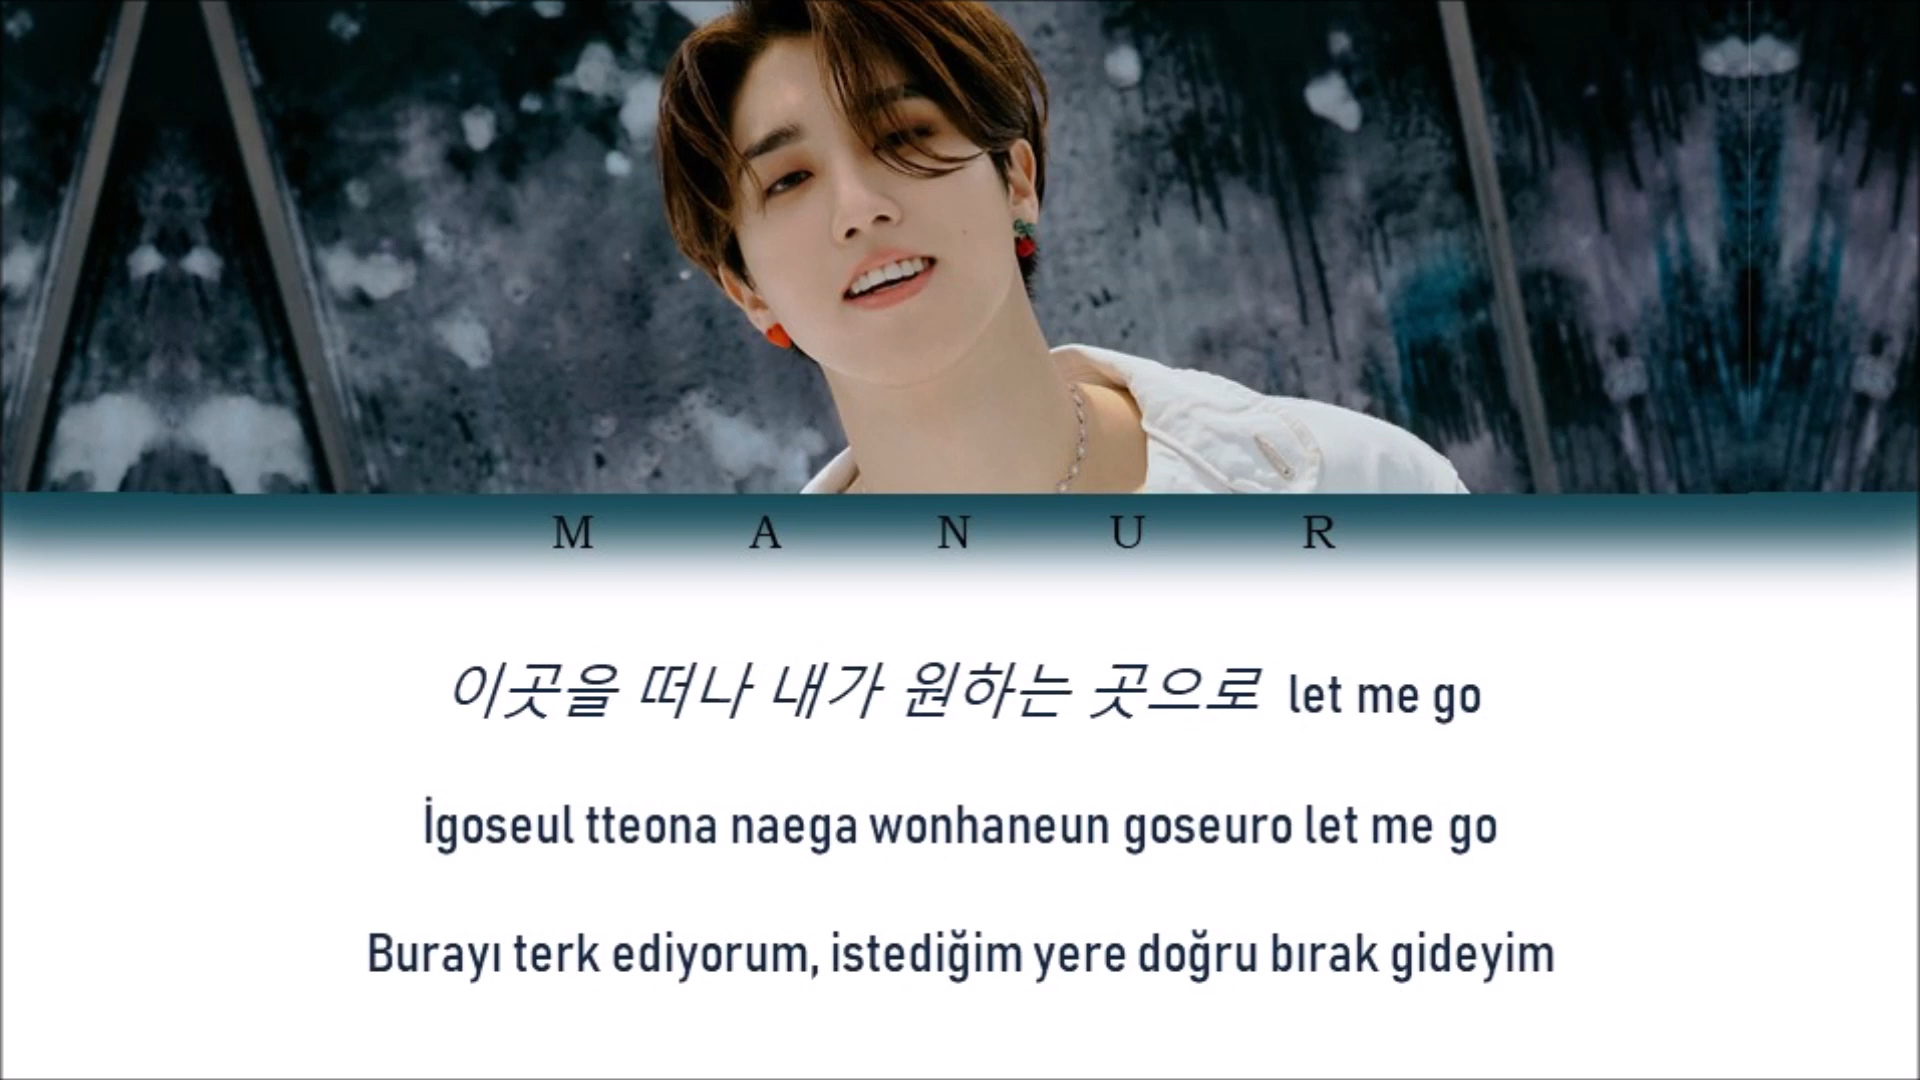 M A N U R
이곳을 떠나 내가 원하는 곳으로 let me go
İgoseul tteona naega wonhaneun goseuro let me go
Burayı terk ediyorum, istediğim yere doğru bırak gideyim